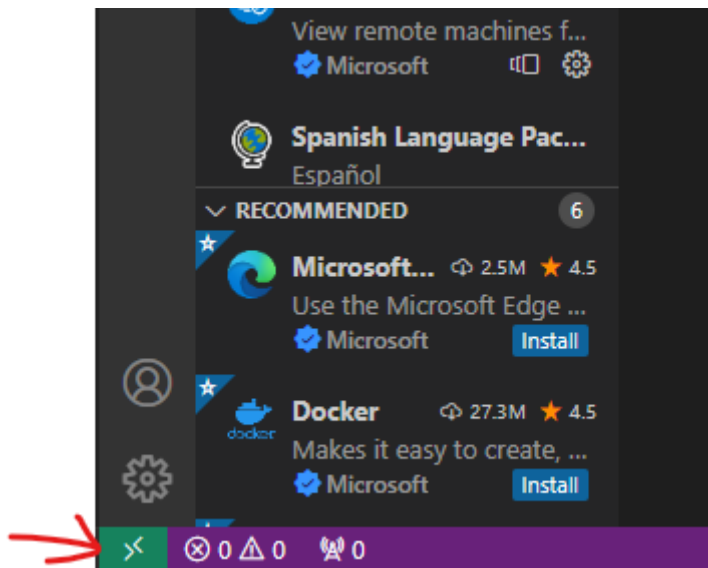 View remote machines f...
Microsoft
Spanish Language Pac...
Español
RECOMMENDED 6
Microsoft... 2.5M 4.5
Use the Microsoft Edge ...
Microsoft Install
docker
Docker 27.3M 4.5
Makes it easy to create, ...
Microsoft Install
0 0 0